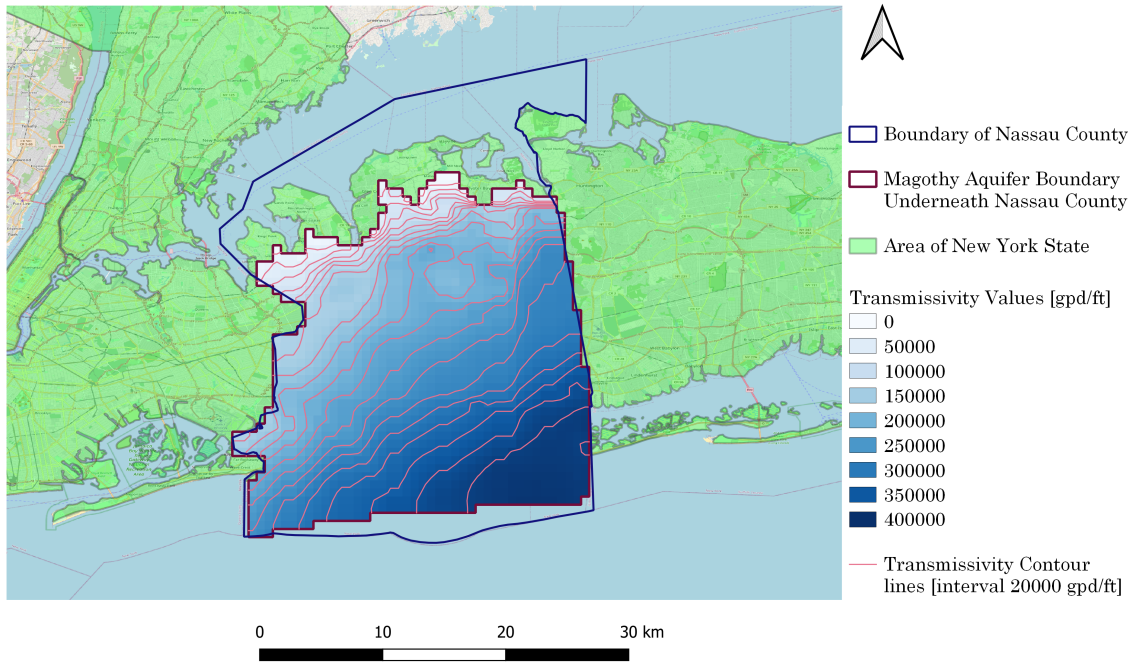 Boundary of Nassau County
Magothy Aquifer Boundary
Underneath Nassau County
Area of New York State
Transmissivity Values [gpd/ft]
0
50000
100000
150000
200000
250000
300000
350000
400000
Transmissivity Contour
lines [interval 20000 gpd/ft]
0 10 20 30 km